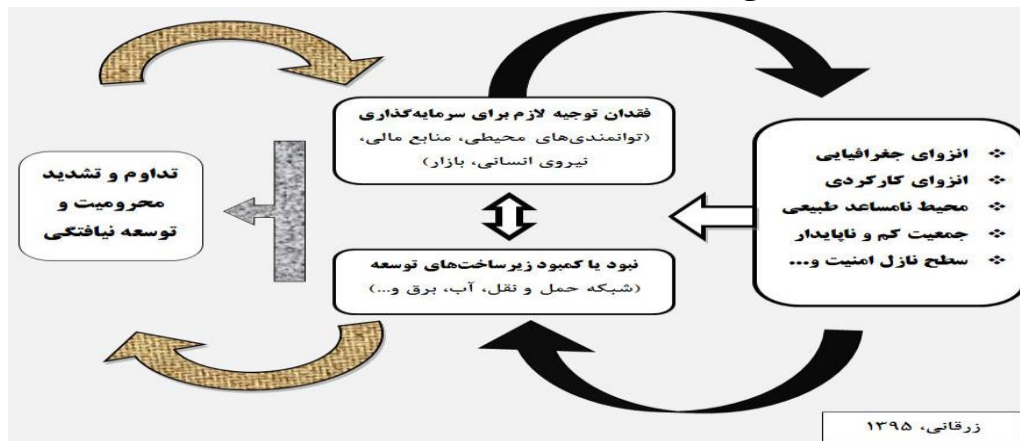 فقدان توجیه لازم برای سرمایه‌گذاری
(توانمندی‌های محیطی، منابع مالی،
نیروی انسانی، بازار)
❖ انزوای جغرافیایی
❖ انزوای کارکردی
❖ محیط نامساعد طبیعی
❖ جمعیت کم و ناپایدار
❖ سطح نازل امنیت و...
تداوم و تشدید
محرومیت و
توسعه نیافتگی
نبود یا کمبود زیرساخت‌های توسعه
(شبکه حمل و نقل، آب، برق و...)
زرقانی، ۱۳۹۵